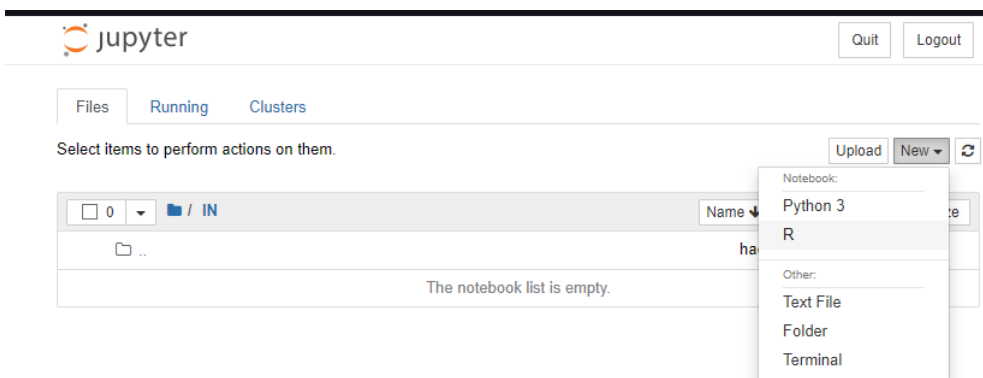 jupyter
Quit Logout
Files Running Clusters
Select items to perform actions on them.
Upload New
Notebook:
Python 3
R
Other:
Text File
Folder
Terminal
0 / IN Name
..
The notebook list is empty.